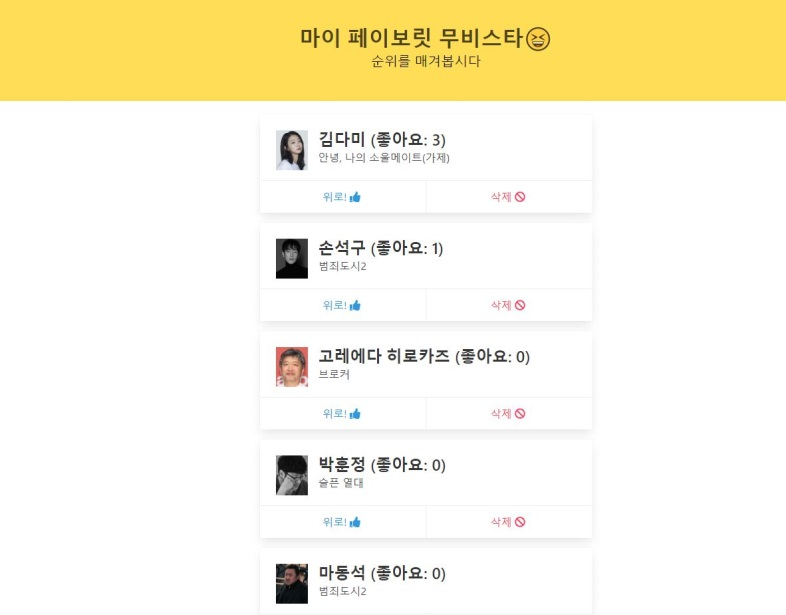 마이 페이보릿 무비스타😆
순위를 매겨봅시다
김다미 (좋아요: 3)
안녕, 나의 소울메이트(가제)
위로! 삭제
손석구 (좋아요: 1)
범죄도시2
위로! 삭제
고레에다 히로카즈 (좋아요: 0)
브로커
위로! 삭제
박훈정 (좋아요: 0)
슬픈 열대
위로! 삭제
마동석 (좋아요: 0)
범죄도시2